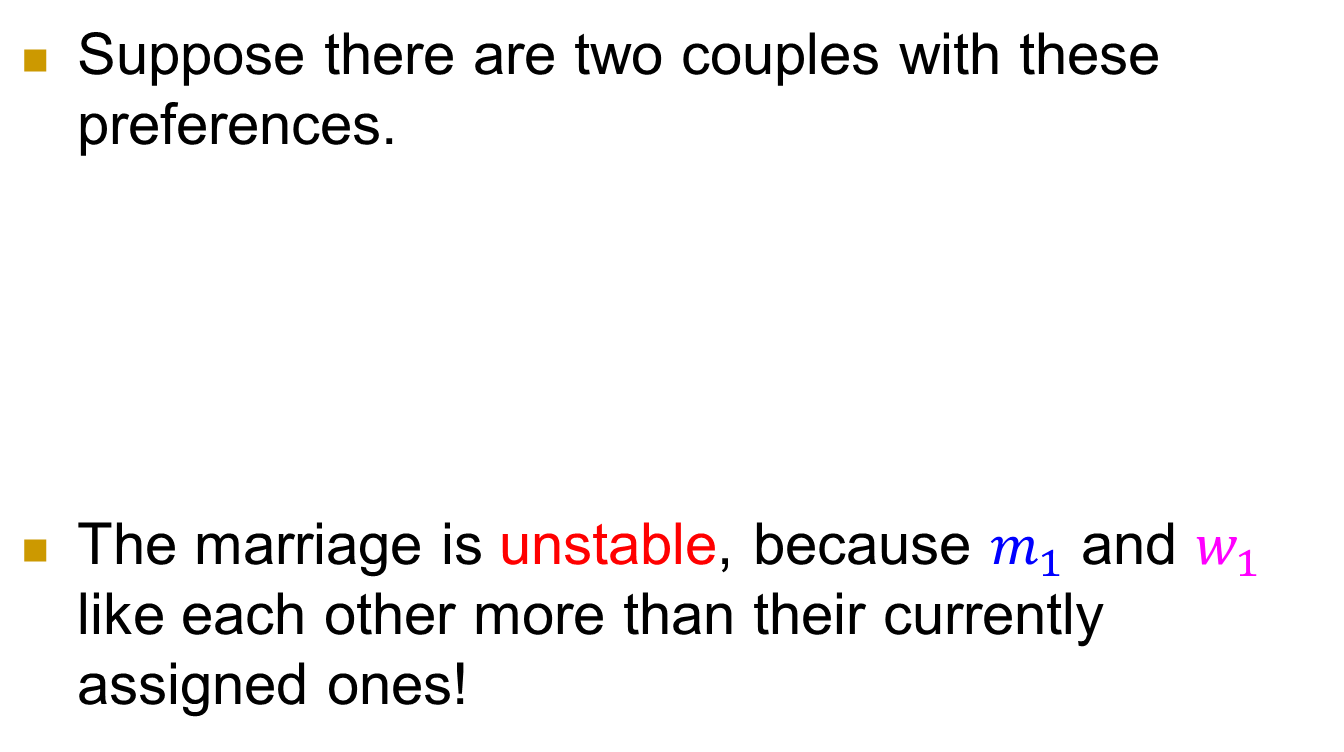 ■ Suppose there are two couples with these
preferences.
■ The marriage is unstable, because m₁ and w₁
like each other more than their currently
assigned ones!